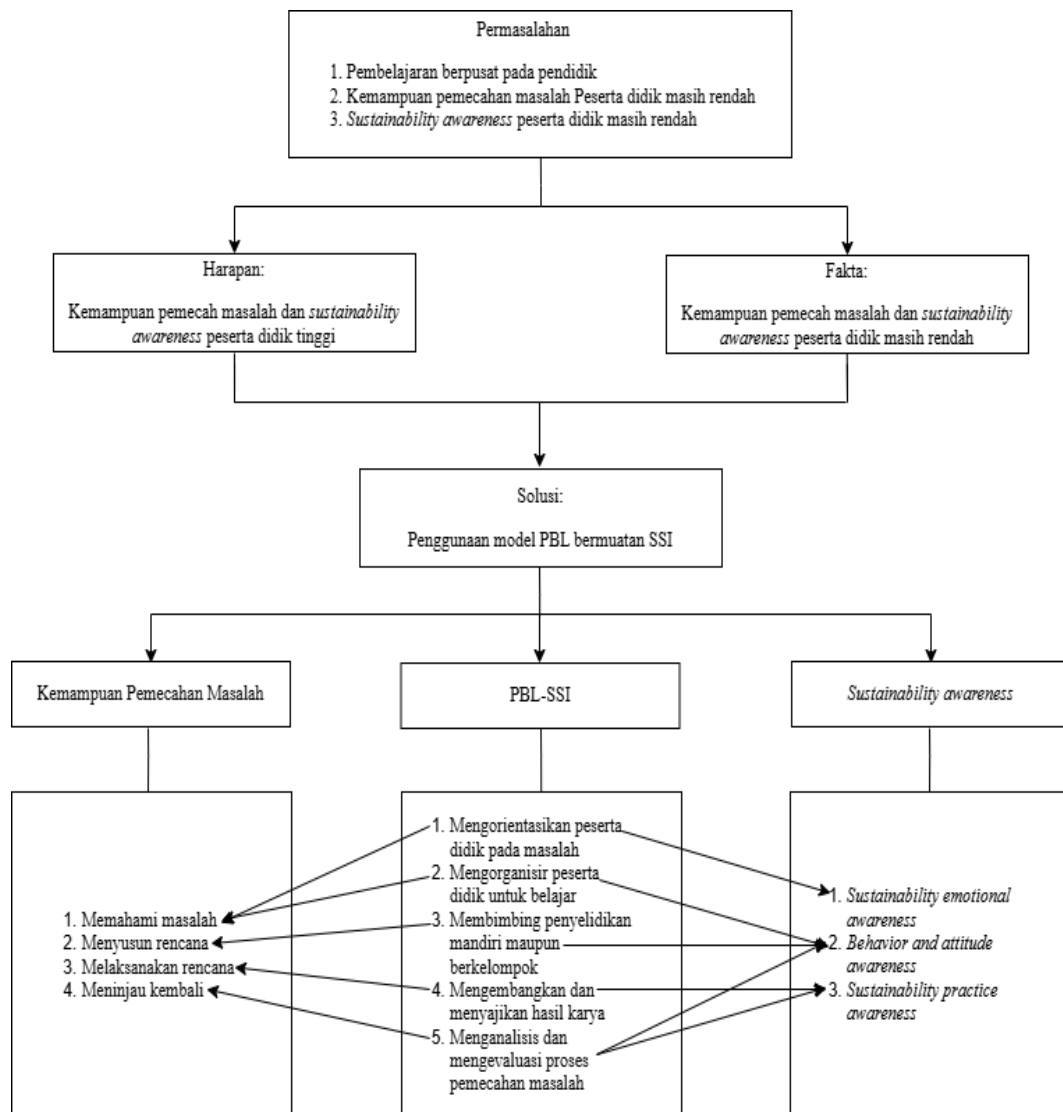 Permasalahan
1. Pembelajaran berpusat pada pendidik
2. Kemampuan pemecahan masalah Peserta didik masih rendah
3. Sustainability awareness peserta didik masih rendah
Harapan:
Kemampuan pemecah masalah dan sustainability
awareness peserta didik tinggi
Fakta:
Kemampuan pemecah masalah dan sustainability
awareness peserta didik masih rendah
Solusi:
Penggunaan model PBL bermuatan SSI
Kemampuan Pemecahan Masalah
PBL-SSI
Sustainability awareness
1. Memahami masalah
2. Menyusun rencana
3. Melaksanakan rencana
4. Meninjau kembali
1. Mengorientasikan peserta
didik pada masalah
2. Mengorganisir peserta
didik untuk belajar
3. Membimbing penyelidikan
mandiri maupun
berkelompok
4. Mengembangkan dan
menyajikan hasil karya
5. Menganalisis dan
mengevaluasi proses
pemecahan masalah
1. Sustainability emotional
awareness
2. Behavior and attitude
awareness
3. Sustainability practice
awareness